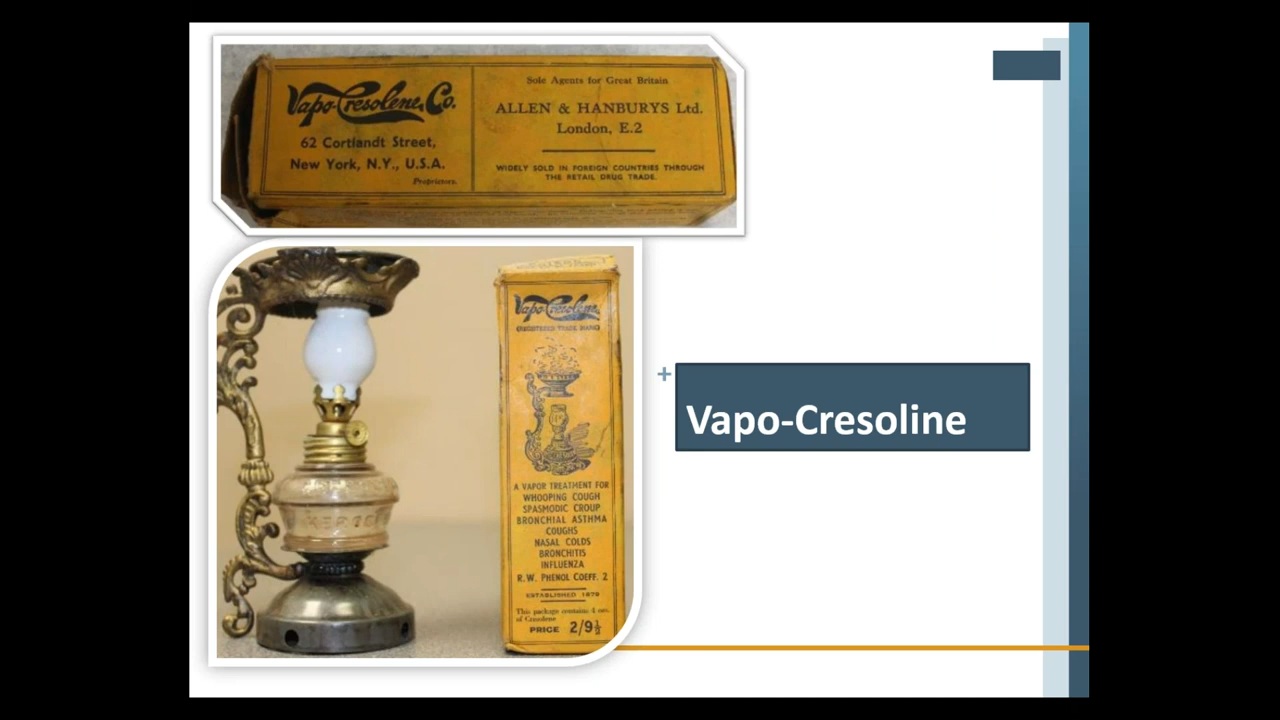 Vapo-Cresolene Co.
62 Cortlandt Street,
New York, N.Y., U.S.A.
Proprietors.
Sole Agents for Great Britain
ALLEN & HANBURYS Ltd.
London, E.2
WIDELY SOLD IN FOREIGN COUNTRIES THROUGH
THE RETAIL DRUG TRADE.
Vapo-Cresolene
(REGISTERED TRADE MARK)
A VAPOR TREATMENT FOR
WHOOPING COUGH
SPASMODIC CROUP
BRONCHIAL ASTHMA
COUGHS
NASAL COLDS
BRONCHITIS
INFLUENZA
R.W. PHENOL COEFF. 2
ESTABLISHED 1879
This package contains 4 ozs.
of Cresolene
PRICE 2/9½
+
Vapo-Cresoline